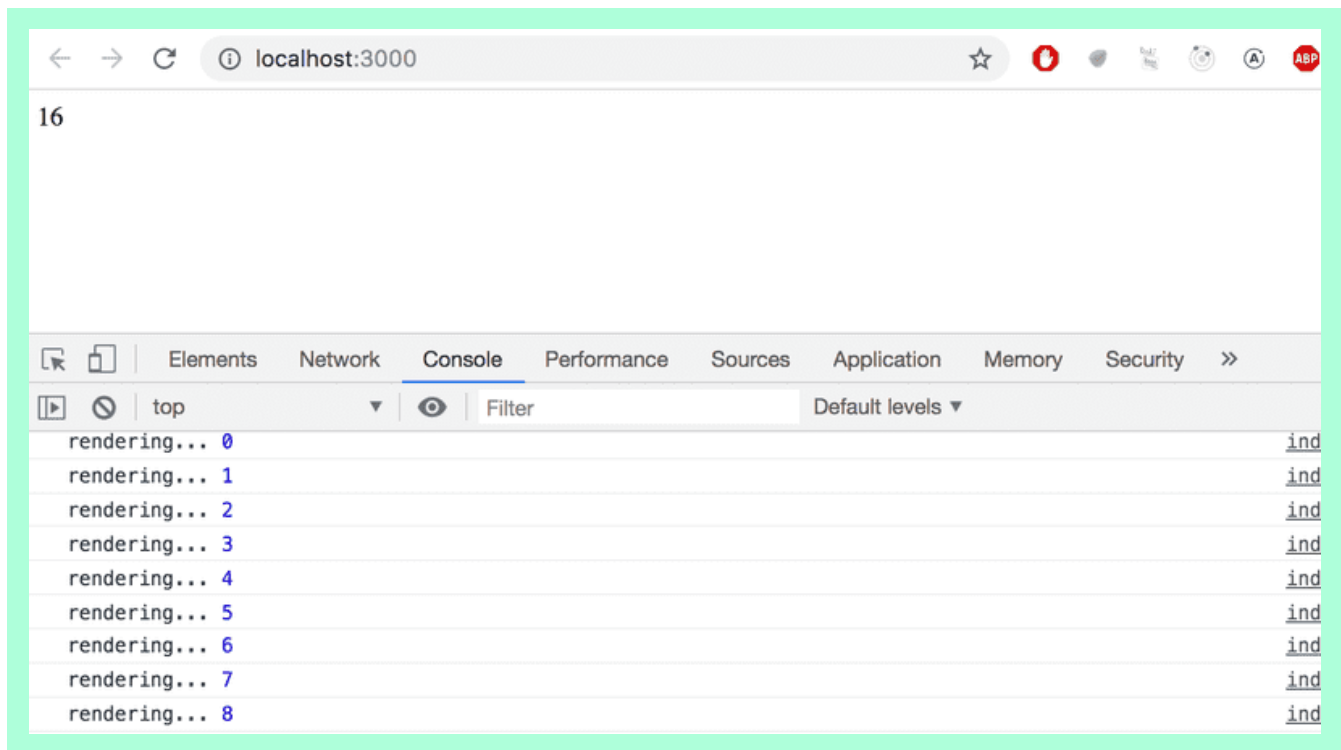 localhost:3000
ABP
16
Elements Network Console Performance Sources Application Memory Security »
top ▼ Filter Default levels ▼
rendering... 0 ind
rendering... 1 ind
rendering... 2 ind
rendering... 3 ind
rendering... 4 ind
rendering... 5 ind
rendering... 6 ind
rendering... 7 ind
rendering... 8 ind